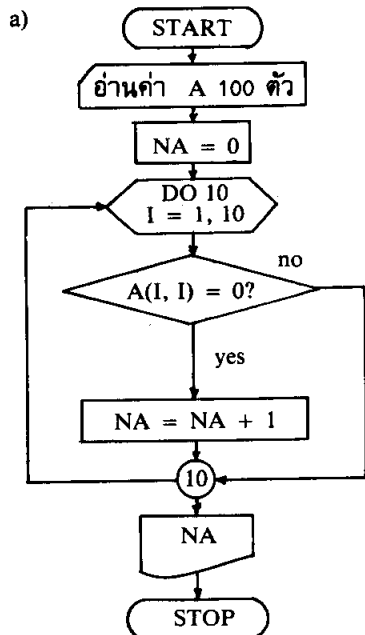 a)
START
อ่านค่า A 100 ตัว
NA = 0
DO 10
I = 1, 10
no
A(I, I) = 0?
yes
NA = NA + 1
10
NA
STOP